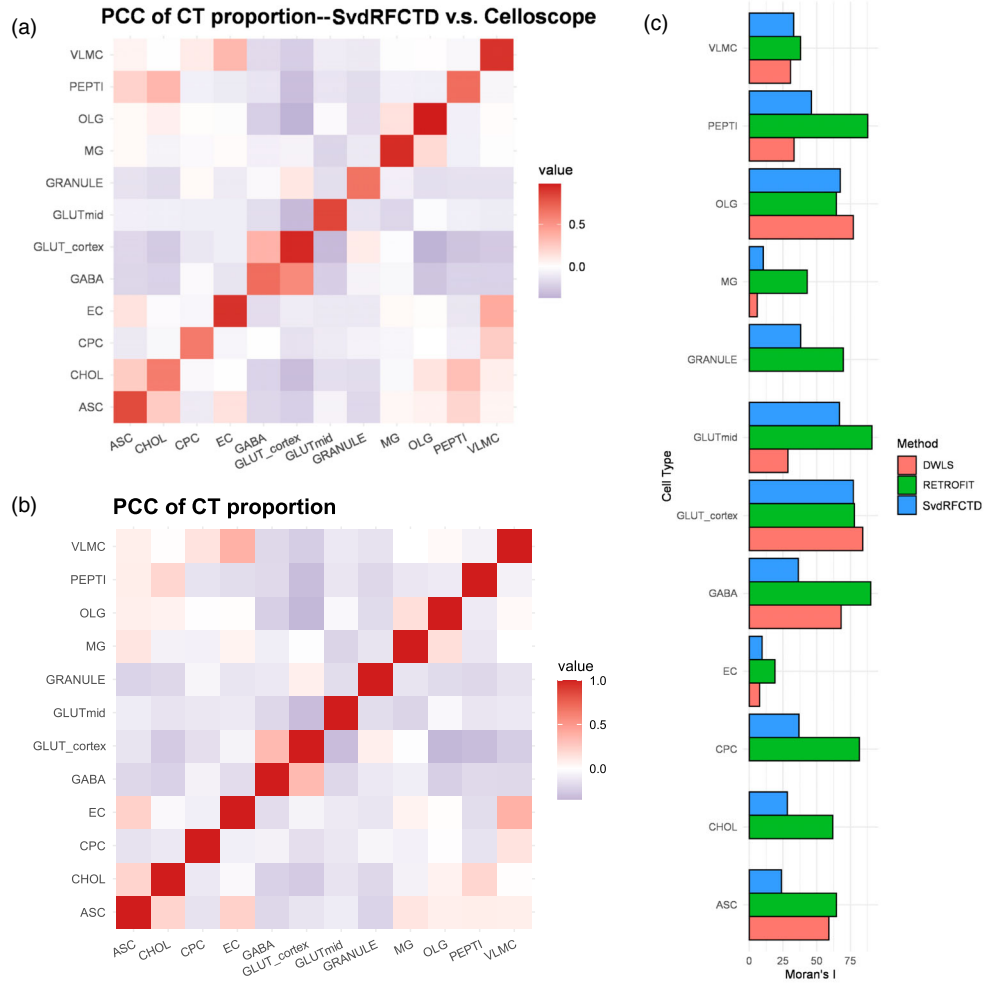 (a)
PCC of CT proportion--SvdRFCTD v.s. Celloscope
VLMC
PEPTI
OLG
MG
GRANULE
GLUTmid
GLUT_cortex
GABA
EC
CPC
CHOL
ASC
ASC
CHOL
CPC
EC
GABA
GLUT_cortex
GLUTmid
GRANULE
MG
OLG
PEPTI
VLMC
value
0.5
0.0
(b)
PCC of CT proportion
VLMC
PEPTI
OLG
MG
GRANULE
GLUTmid
GLUT_cortex
GABA
EC
CPC
CHOL
ASC
ASC
CHOL
CPC
EC
GABA
GLUT_cortex
GLUTmid
GRANULE
MG
OLG
PEPTI
VLMC
value
1.0
0.5
0.0
(c)
Cell Type
VLMC
PEPTI
OLG
MG
GRANULE
GLUTmid
GLUT_cortex
GABA
EC
CPC
CHOL
ASC
0 25 50 75
Moran's I
Method
DWLS
RETROFIT
SvdRFCTD